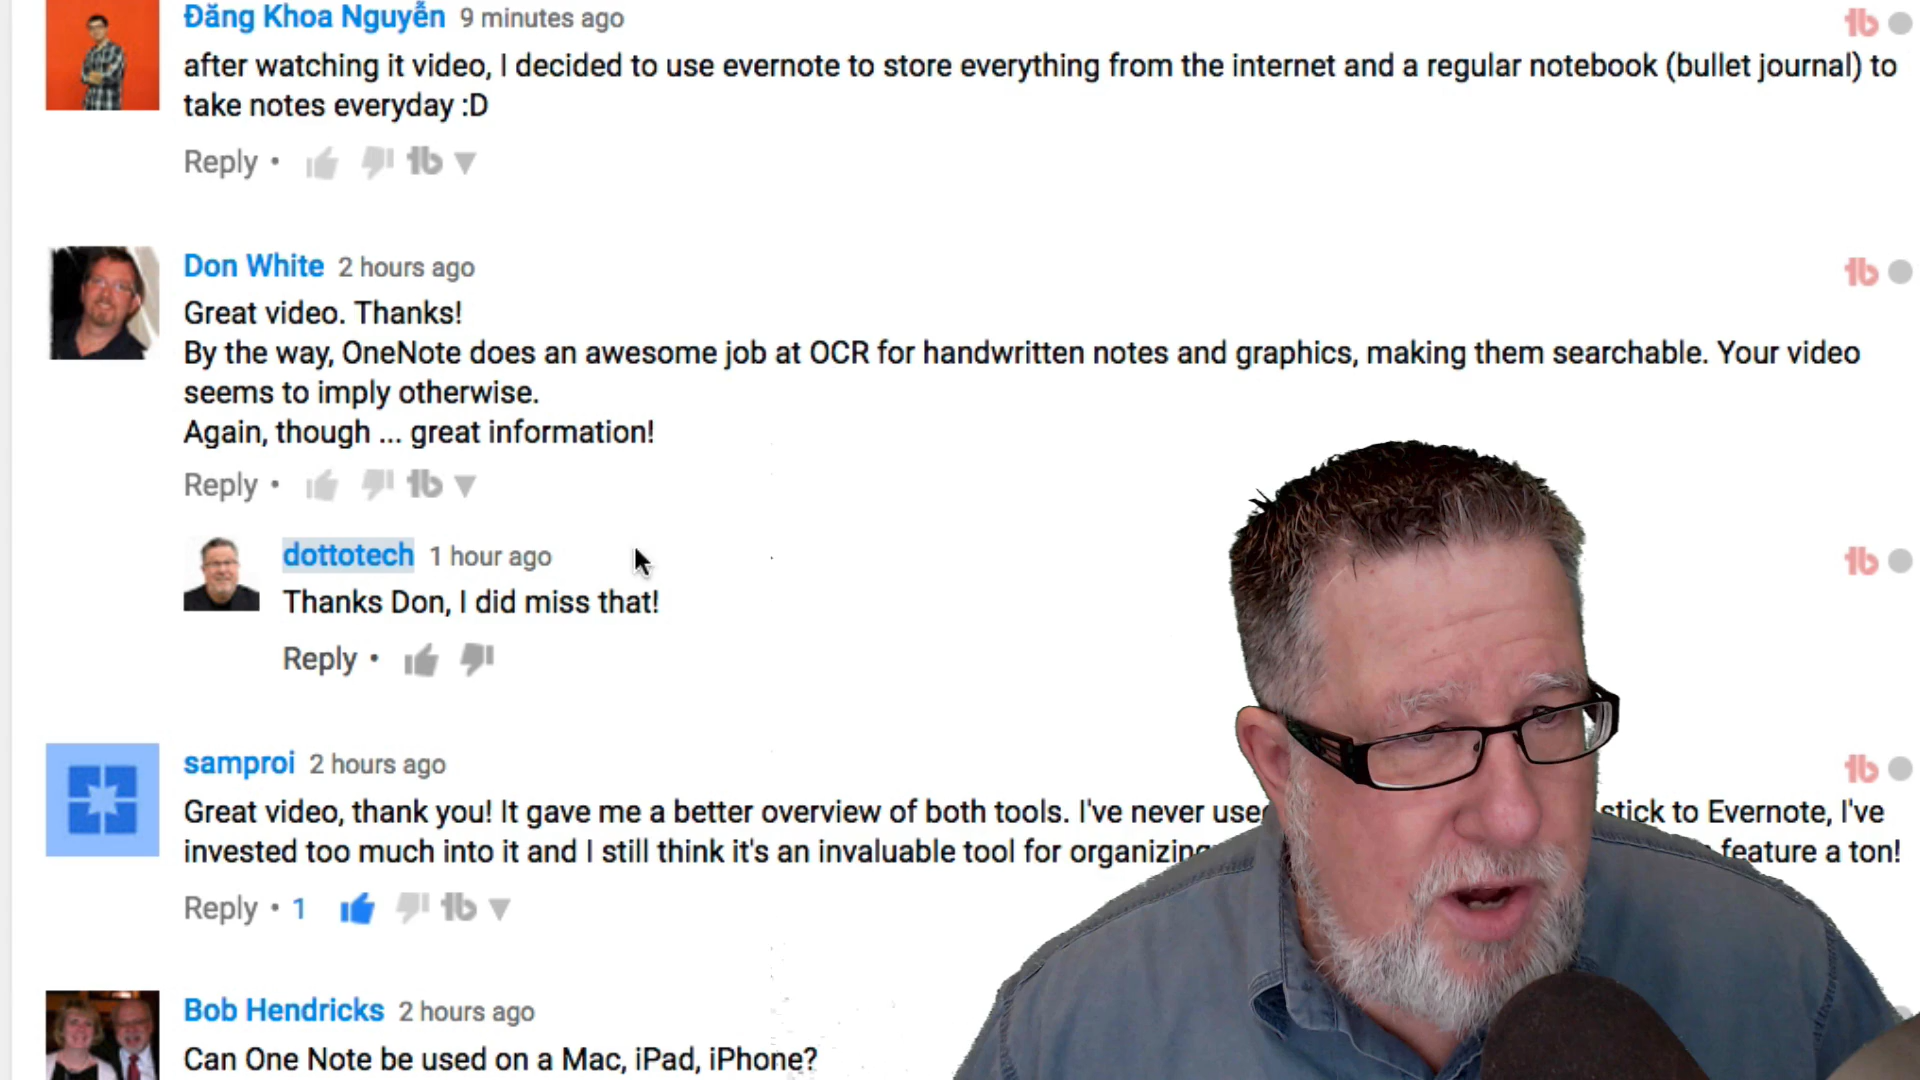 Đăng Khoa Nguyễn 9 minutes ago
after watching it video, I decided to use evernote to store everything from the internet and a regular notebook (bullet journal) to
take notes everyday :D
Reply •
Don White 2 hours ago
Great video. Thanks!
By the way, OneNote does an awesome job at OCR for handwritten notes and graphics, making them searchable. Your video
seems to imply otherwise.
Again, though ... great information!
Reply •
dottotech 1 hour ago
Thanks Don, I did miss that!
Reply •
samproi 2 hours ago
Great video, thank you! It gave me a better overview of both tools. I've never stick to Evernote, I've
invested too much into it and I still think it's an invaluable tool for feature a ton!
Reply • 1
Bob Hendricks 2 hours ago
Can One Note be used on a Mac, iPad, iPhone?